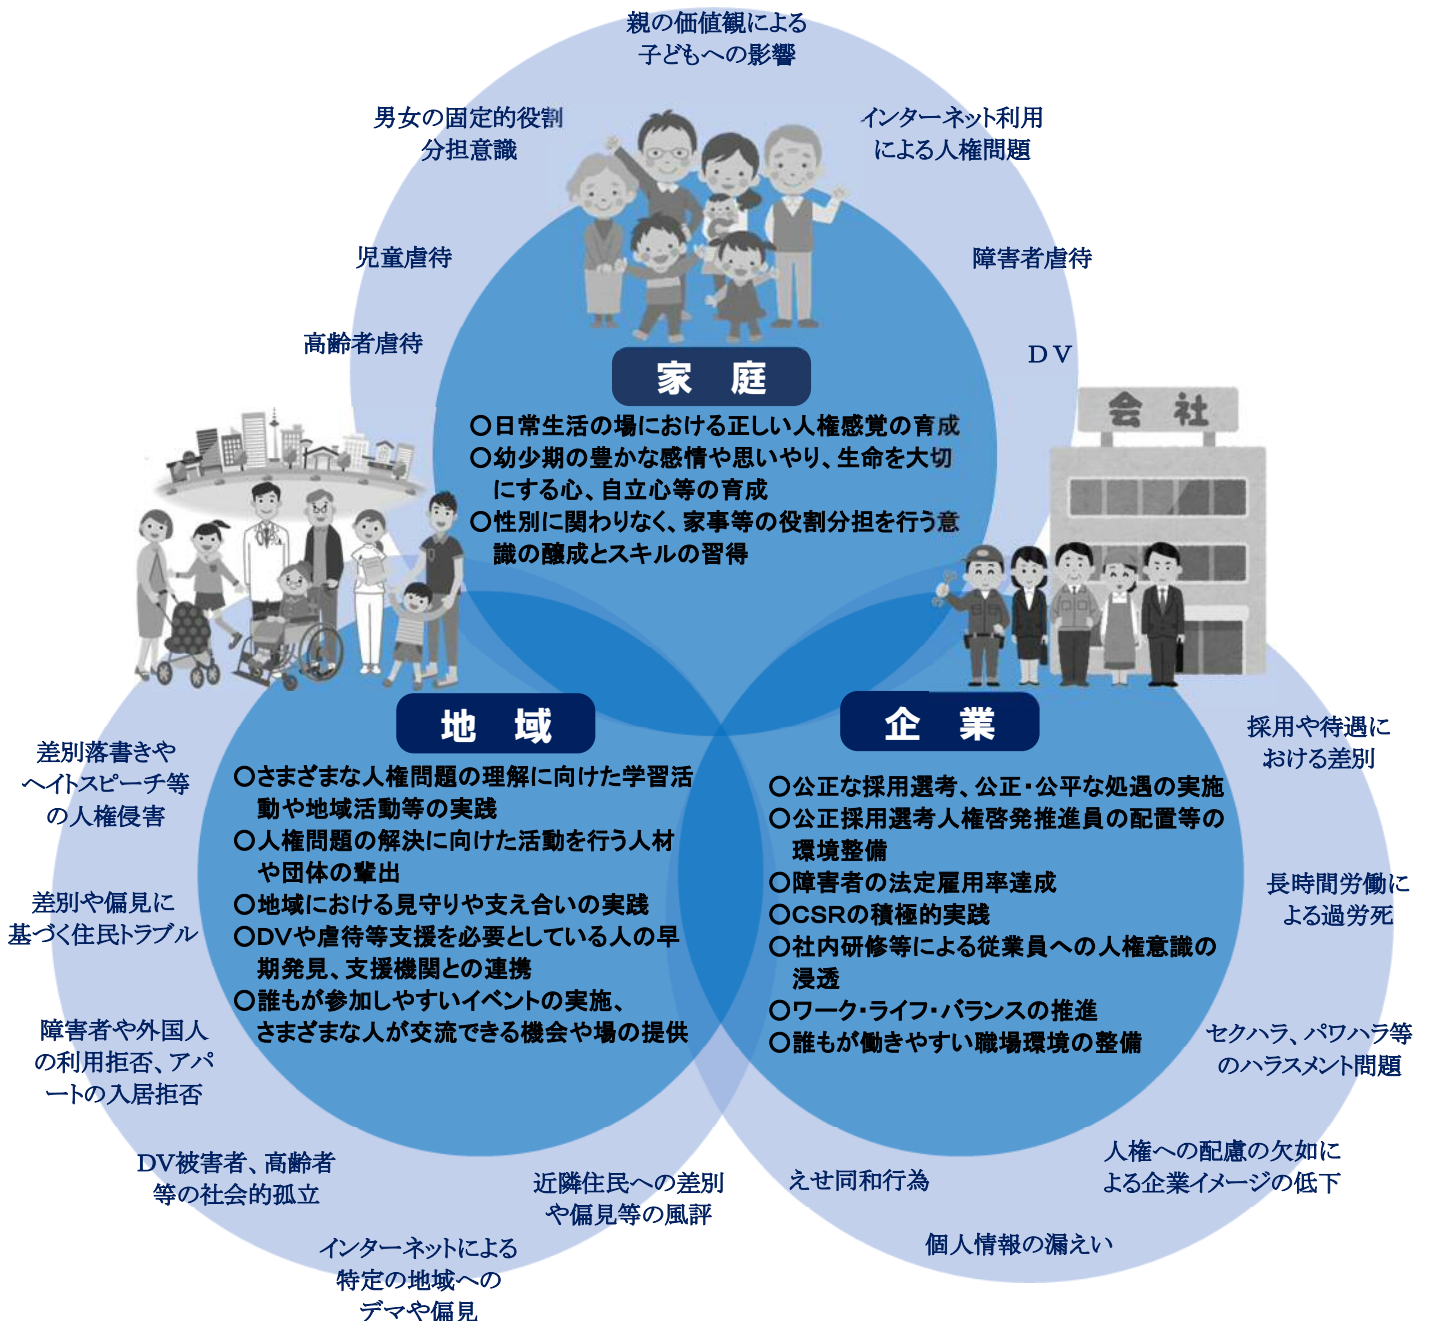 親の価値観による
子どもへの影響
男女の固定的役割
分担意識
インターネット利用
による人権問題
児童虐待
障害者虐待
高齢者虐待
ＤＶ
家　庭
○日常生活の場における正しい人権感覚の育成
○幼少期の豊かな感情や思いやり、生命を大切
にする心、自立心等の育成
○性別に関わりなく、家事等の役割分担を行う意
識の醸成とスキルの習得
会　社
地　域
○さまざまな人権問題の理解に向けた学習活
動や地域活動等の実践
○人権問題の解決に向けた活動を行う人材
や団体の輩出
○地域における見守りや支え合いの実践
○DVや虐待等支援を必要としている人の早
期発見、支援機関との連携
○誰もが参加しやすいイベントの実施、
さまざまな人が交流できる機会や場の提供
企　業
○公正な採用選考、公正・公平な処遇の実施
○公正採用選考人権啓発推進員の配置等の
環境整備
○障害者の法定雇用率達成
○CSRの積極的実践
○社内研修等による従業員への人権意識の
浸透
○ワーク・ライフ・バランスの推進
○誰もが働きやすい職場環境の整備
差別落書きや
ヘイトスピーチ等
の人権侵害
差別や偏見に
基づく住民トラブル
障害者や外国人
の利用拒否、アパ
ートの入居拒否
DV被害者、高齢者
等の社会的孤立
インターネットによる
特定の地域への
デマや偏見
近隣住民への差別
や偏見等の風評
採用や待遇に
おける差別
長時間労働に
よる過労死
セクハラ、パワハラ等
のハラスメント問題
人権への配慮の欠如に
よる企業イメージの低下
えせ同和行為
個人情報の漏えい